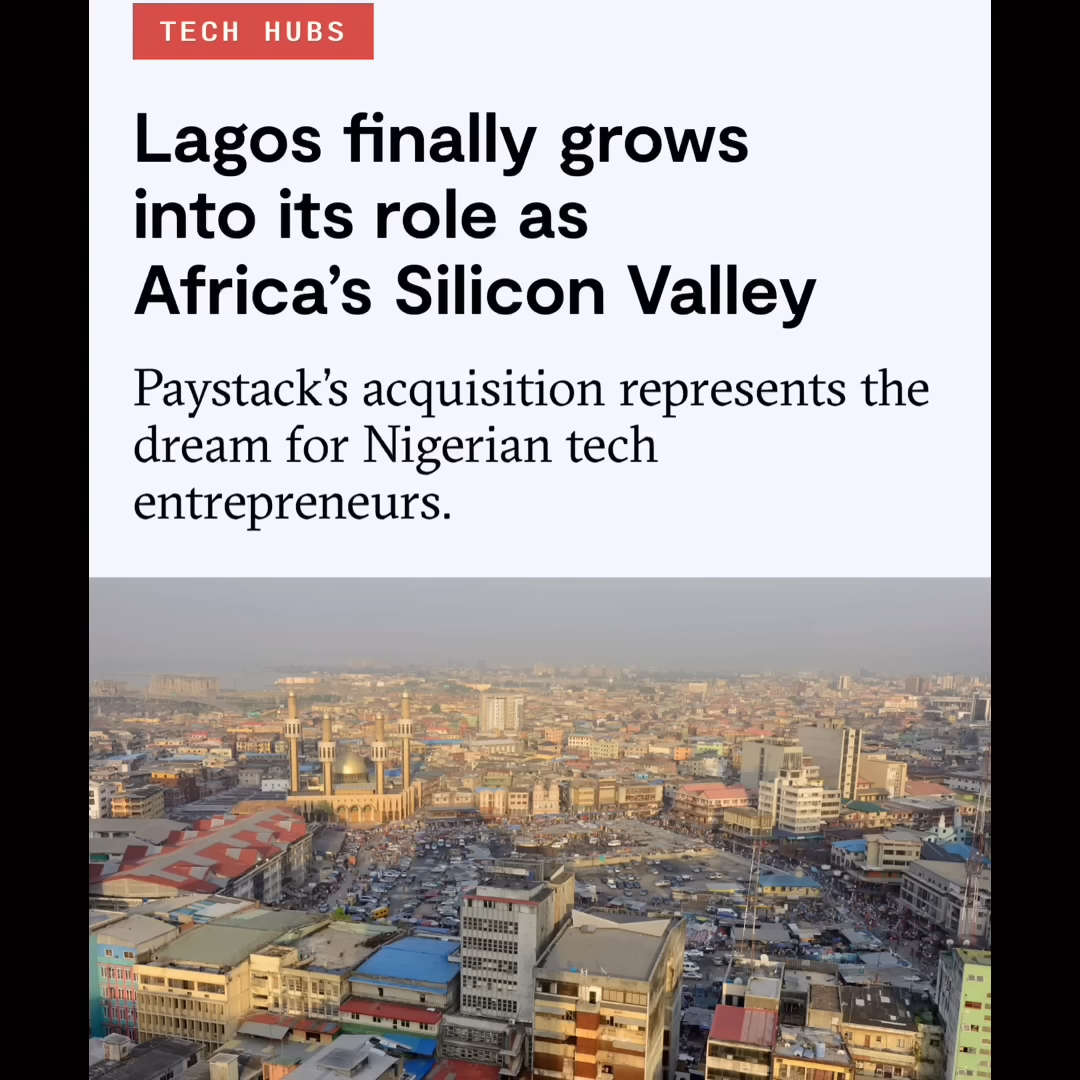 TECH HUBS
Lagos finally grows
into its role as
Africa’s Silicon Valley
Paystack’s acquisition represents the
dream for Nigerian tech
entrepreneurs.